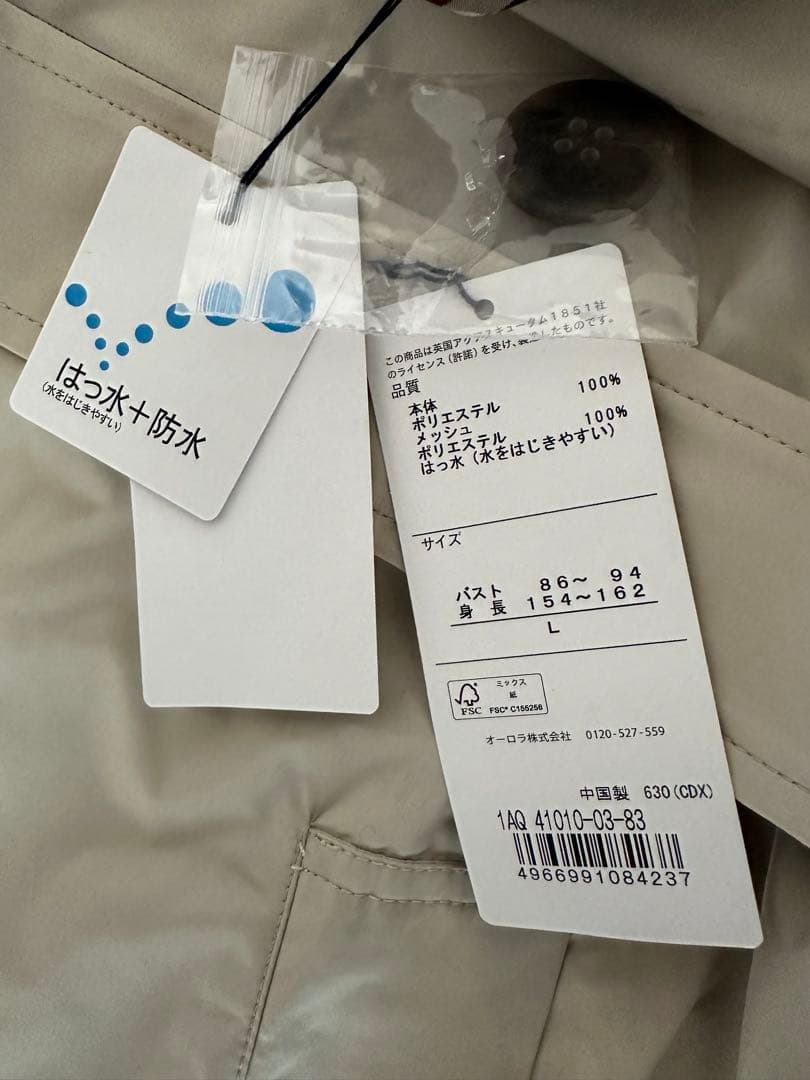 はっ水+防水
(水をはじきやすい)
この商品は英国アクアスキュータム1851社
のライセンス(許諾)を受け、したものです。
品質
本体
ポリエステル 100%
メッシュ
ポリエステル 100%
はっ水(水をはじきやすい)
サイズ
バスト 86〜 94
身長 154〜162
L
ミックス
紙
FSC
FSC® C155256
オーロラ株式会社 0120-527-559
中国製 630(CDX)
1AQ 41010-03-83
4966991084237